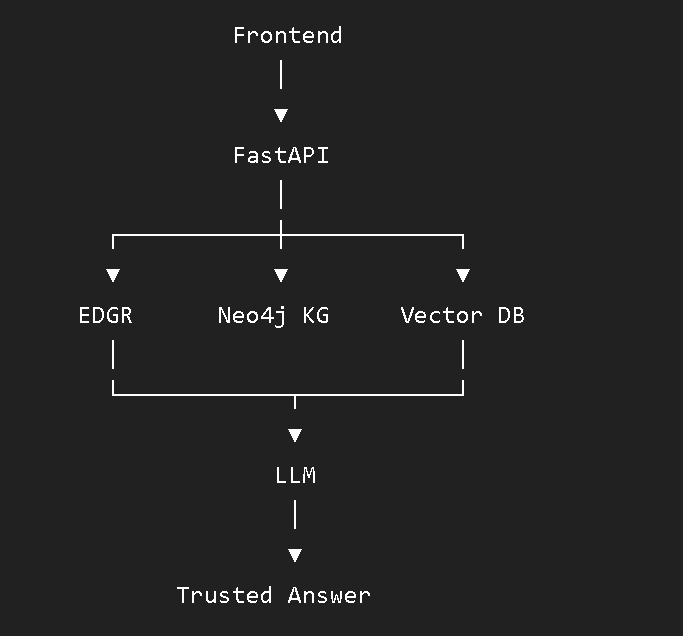 Frontend
FastAPI
EDGR Neo4j KG Vector DB
LLM
Trusted Answer